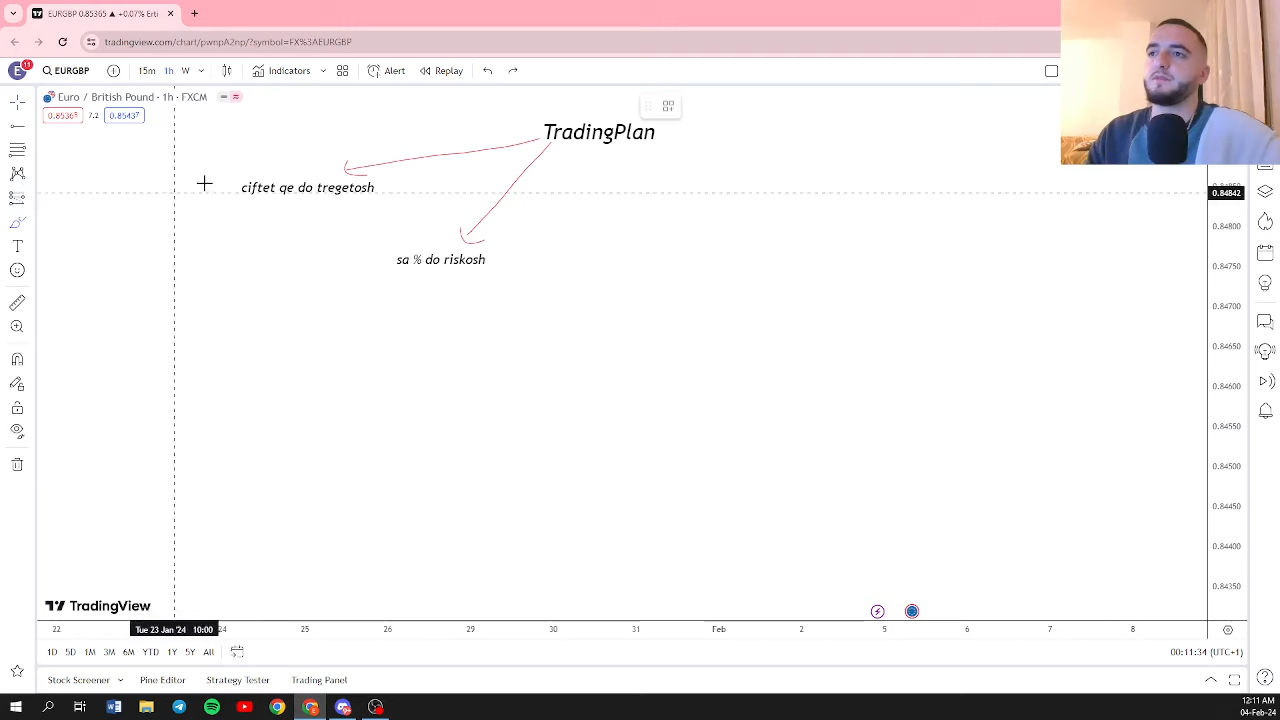 EURGBP 0.85365 ▲ +0.07% Erti
tradingview.com/chart/pwnpA2np/?symbol=FX%3AEURGBP
E 11 EURGBP 15m 1h W Indicators Alert Replay
Euro / British Pound · 1h · FXCM
0.85365 7.2 0.85437
TradingPlan
ciftet qe do tregetosh
sa % do riskosh
0.84842
0.84800
0.84750
0.84700
0.84650
0.84600
0.84550
0.84500
0.84450
0.84400
0.84350
TradingView
22 Tue 23 Jan '24 10:00 24 25 26 29 30 31 Feb 2 5 6 7 8
1D 5D 1M 3M 6M YTD 1Y 5Y All 00:11:34 (UTC+1)
Stock Screener Pine Editor Strategy Tester Trading Panel
12:11 AM
04-Feb-24